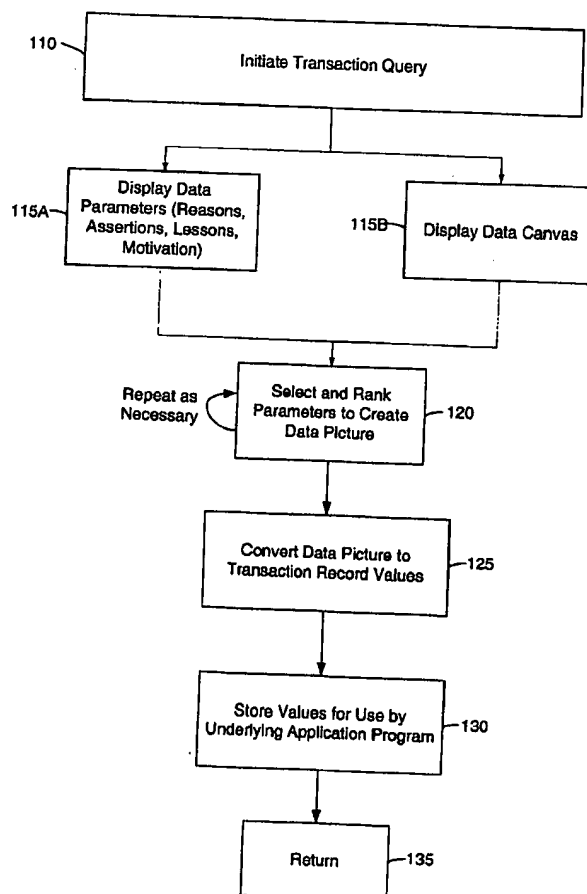 110
Initiate Transaction Query
115A
Display Data
Parameters (Reasons,
Assertions, Lessons,
Motivation)
115B
Display Data Canvas
Repeat as
Necessary
Select and Rank
Parameters to Create
Data Picture
120
Convert Data Picture to
Transaction Record Values
125
Store Values for Use by
Underlying Application Program
130
Return
135